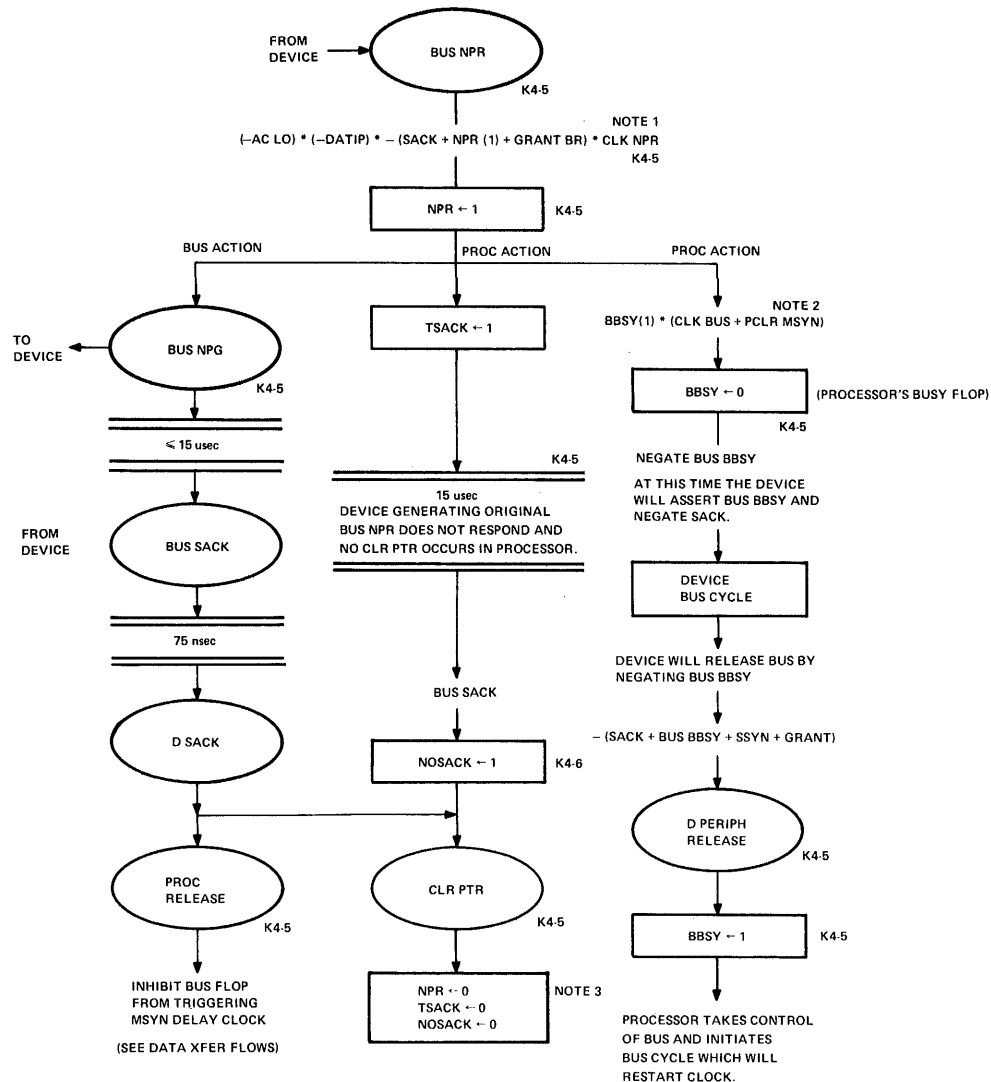 FROM
DEVICE
BUS NPR
K4-5
NOTE 1
(–AC LO) * (–DATIP) * – (SACK + NPR (1) + GRANT BR) * CLK NPR
K4-5
NPR ← 1
K4-5
BUS ACTION
PROC ACTION
PROC ACTION
TO
DEVICE
BUS NPG
K4-5
≤ 15 usec
FROM
DEVICE
BUS SACK
75 nsec
D SACK
PROC
RELEASE
K4-5
INHIBIT BUS FLOP
FROM TRIGGERING
MSYN DELAY CLOCK
(SEE DATA XFER FLOWS)
TSACK ← 1
K4-5
15 usec
DEVICE GENERATING ORIGINAL
BUS NPR DOES NOT RESPOND AND
NO CLR PTR OCCURS IN PROCESSOR.
BUS SACK
NOSACK ← 1
K4-6
CLR PTR
K4-5
NPR ← 0
TSACK ← 0
NOSACK ← 0
NOTE 3
NOTE 2
BBSY(1) * (CLK BUS + PCLR MSYN)
BBSY ← 0
(PROCESSOR'S BUSY FLOP)
K4-5
NEGATE BUS BBSY
AT THIS TIME THE DEVICE
WILL ASSERT BUS BBSY AND
NEGATE SACK.
DEVICE
BUS CYCLE
DEVICE WILL RELEASE BUS BY
NEGATING BUS BBSY
– (SACK + BUS BBSY + SSYN + GRANT)
D PERIPH
RELEASE
K4-5
BBSY ← 1
K4-5
PROCESSOR TAKES CONTROL
OF BUS AND INITIATES
BUS CYCLE WHICH WILL
RESTART CLOCK.